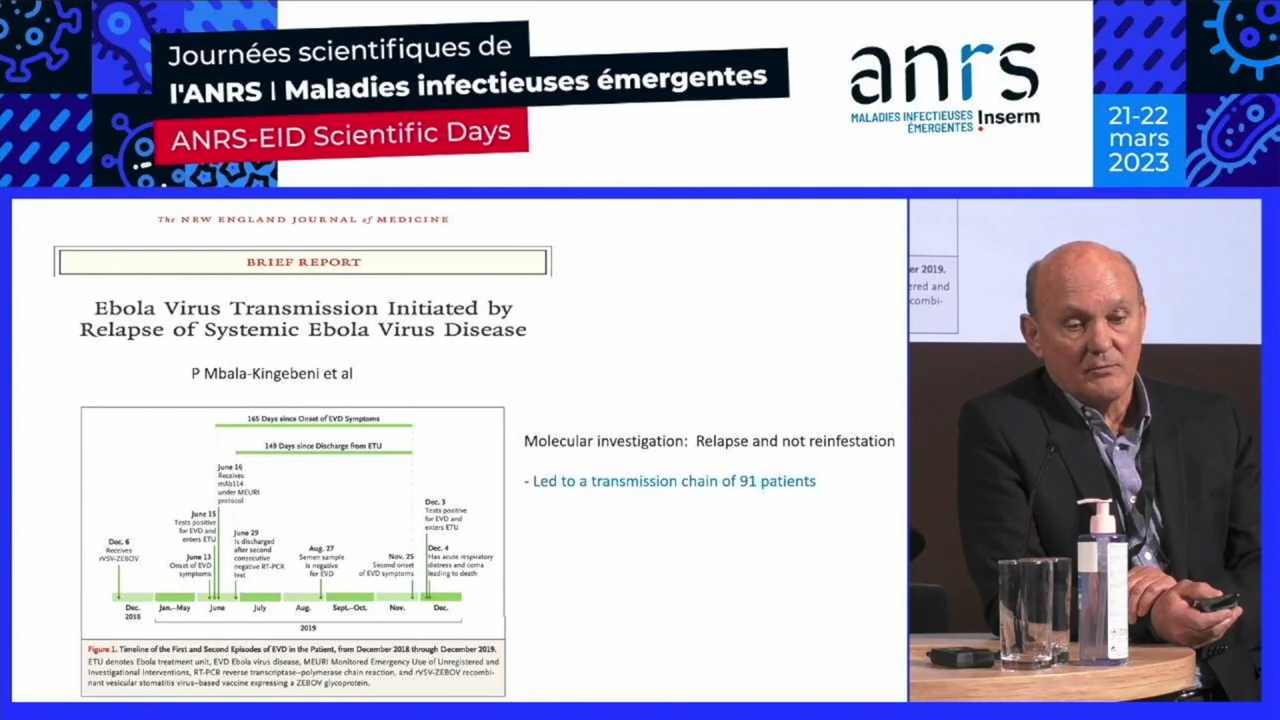 Journées scientifiques de
l'ANRS | Maladies infectieuses émergentes
ANRS-EID Scientific Days
anrs
MALADIES INFECTIEUSES
ÉMERGENTES Inserm
21-22
mars
2023
The NEW ENGLAND JOURNAL of MEDICINE
BRIEF REPORT
Ebola Virus Transmission Initiated by
Relapse of Systemic Ebola Virus Disease
P Mbala-Kingebeni et al
165 Days since Onset of EVD Symptoms
149 Days since Discharge from ETU
Dec. 6
Receives
rVSV-ZEBOV
June 13
Onset of EVD
symptoms
June 15
Tests positive
for EVD and
enters ETU
June 16
Receives
mAb114
under MEURI
protocol
June 29
Is discharged
after second
consecutive
negative RT-PCR
test
Aug. 27
Semen sample
is negative
for EVD
Nov. 25
Second onset
of EVD symptoms
Dec. 3
Tests positive
for EVD and
enters ETU
Dec. 4
Has acute respiratory
distress and coma
leading to death
Dec. Jan.–May June July Aug. Sept.–Oct. Nov. Dec.
2018
2019
Figure 1. Timeline of the First and Second Episodes of EVD in the Patient, from December 2018 through December 2019.
ETU denotes Ebola treatment unit, EVD Ebola virus disease, MEURI Monitored Emergency Use of Unregistered and
Investigational interventions, RT-PCR reverse transcriptase–polymerase chain reaction, and rVSV-ZEBOV recombi-
nant vesicular stomatitis virus–based vaccine expressing a ZEBOV glycoprotein.
Molecular investigation: Relapse and not reinfestation
- Led to a transmission chain of 91 patients
er 2019.
ered and
combi-